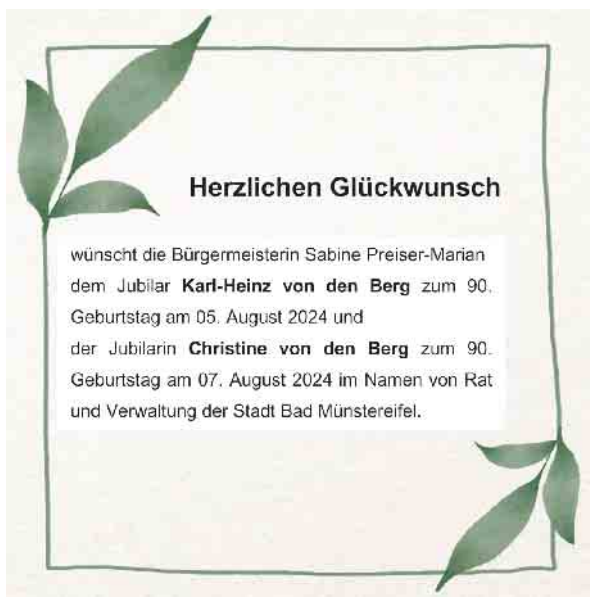 Herzlichen Glückwunsch
wünscht die Bürgermeisterin Sabine Preiser-Marian
dem Jubilar Karl-Heinz von den Berg zum 90.
Geburtstag am 05. August 2024 und
der Jubilarin Christine von den Berg zum 90.
Geburtstag am 07. August 2024 im Namen von Rat
und Verwaltung der Stadt Bad Münstereifel.